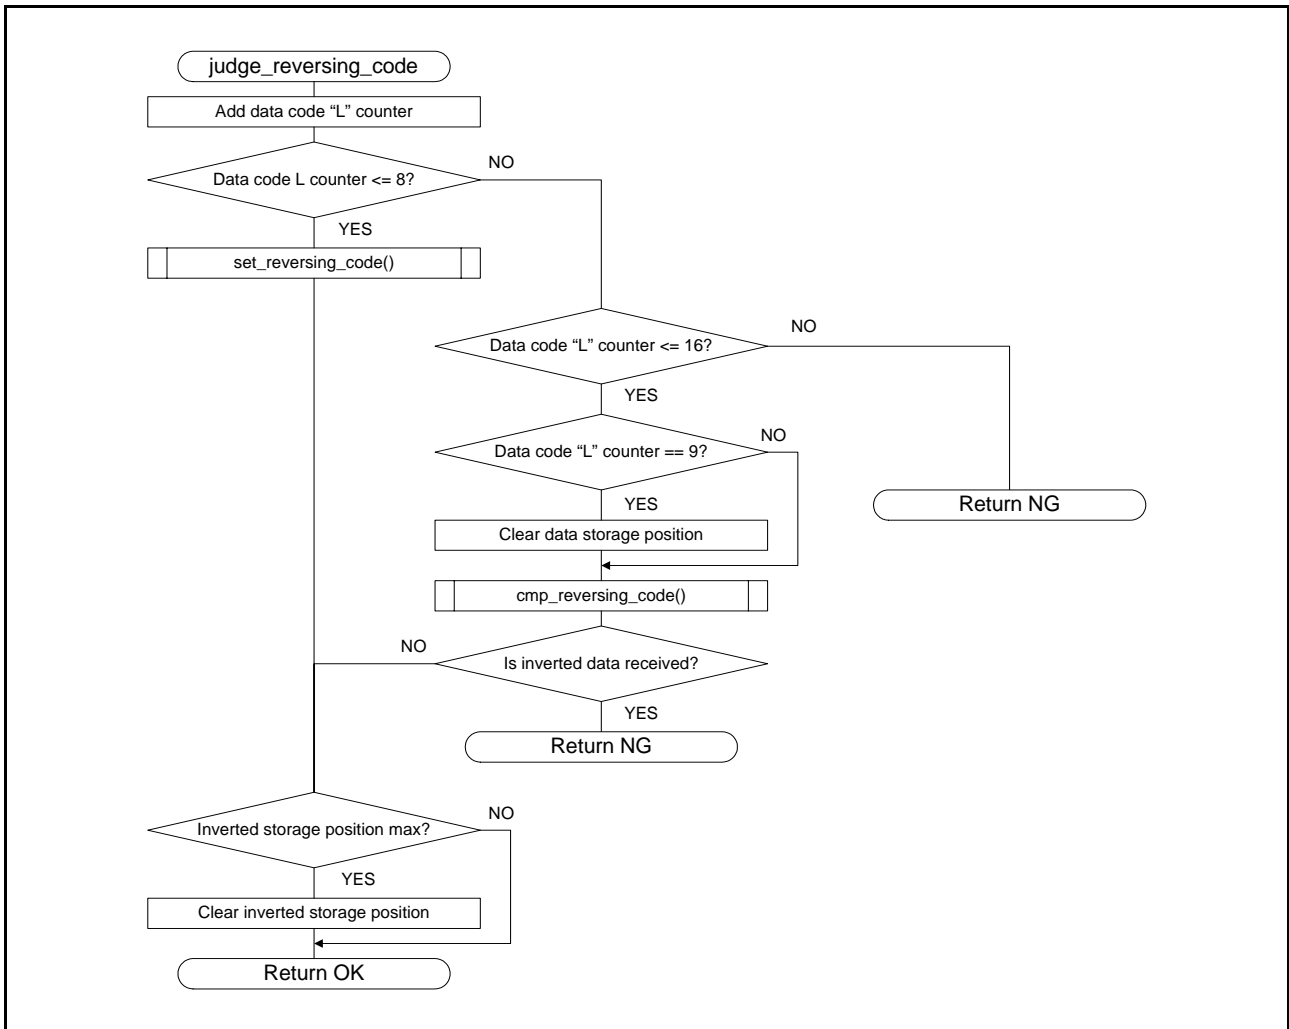 judge_reversing_code
Add data code “L” counter
NO
Data code L counter <= 8?
YES
set_reversing_code()
NO
Data code “L” counter <= 16?
YES
NO
Data code “L” counter == 9?
YES
Return NG
Clear data storage position
cmp_reversing_code()
NO
Is inverted data received?
YES
Return NG
NO
Inverted storage position max?
YES
Clear inverted storage position
Return OK